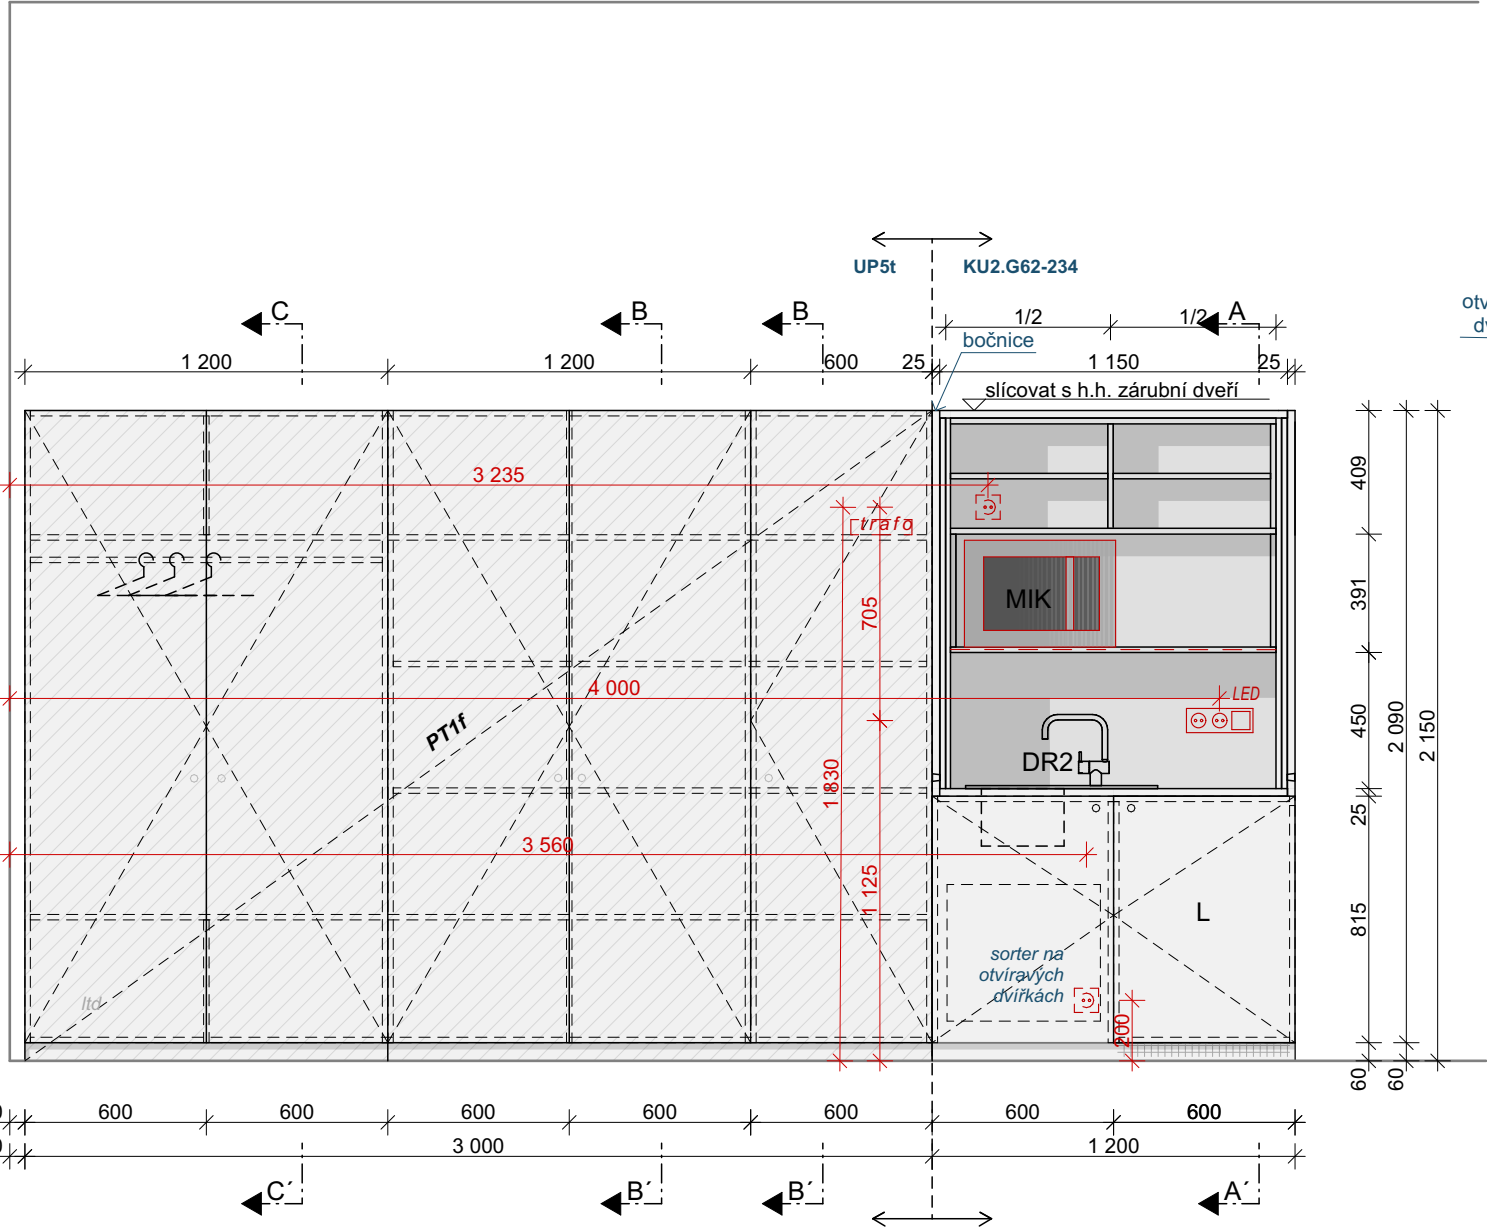 UP5t KU2.G62-234
otv
dv
C B B 1/2 1/2 A
bočnice
1 200 1 200 600 25 1 150 25
slícovat s h.h. zárubní dveří
3 235
trafo
409
MIK
391
705
4 000
LED
PT1f
450
2 090
2 150
DR2
1 830
25
3 560
1 125
815
L
sorter na
otvíravých
dvířkách
ltd
200
60 60
0 600 600 600 600 600 600 600
0 3 000 1 200
C´ B´ B´ A´